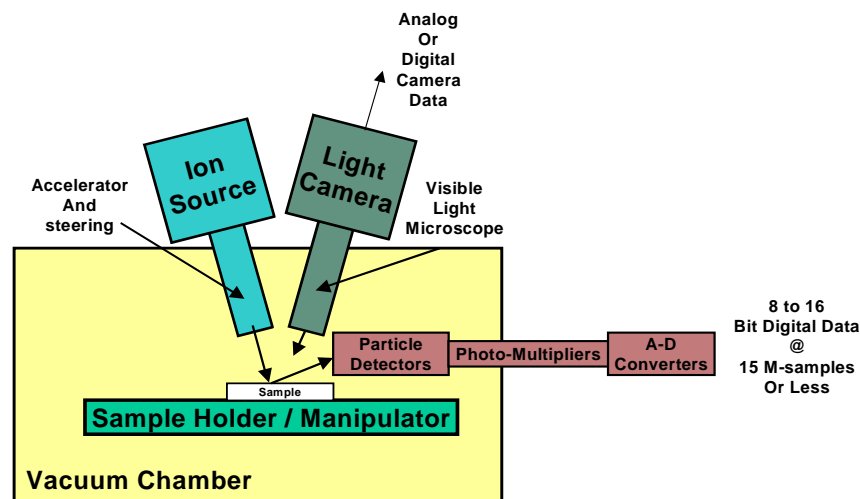 Analog
Or
Digital
Camera
Data
Ion
Source
Light
Camera
Accelerator
And
steering
Visible
Light
Microscope
Particle
Detectors
Photo-Multipliers
A-D
Converters
8 to 16
Bit Digital Data
@
15 M-samples
Or Less
Sample
Sample Holder / Manipulator
Vacuum Chamber